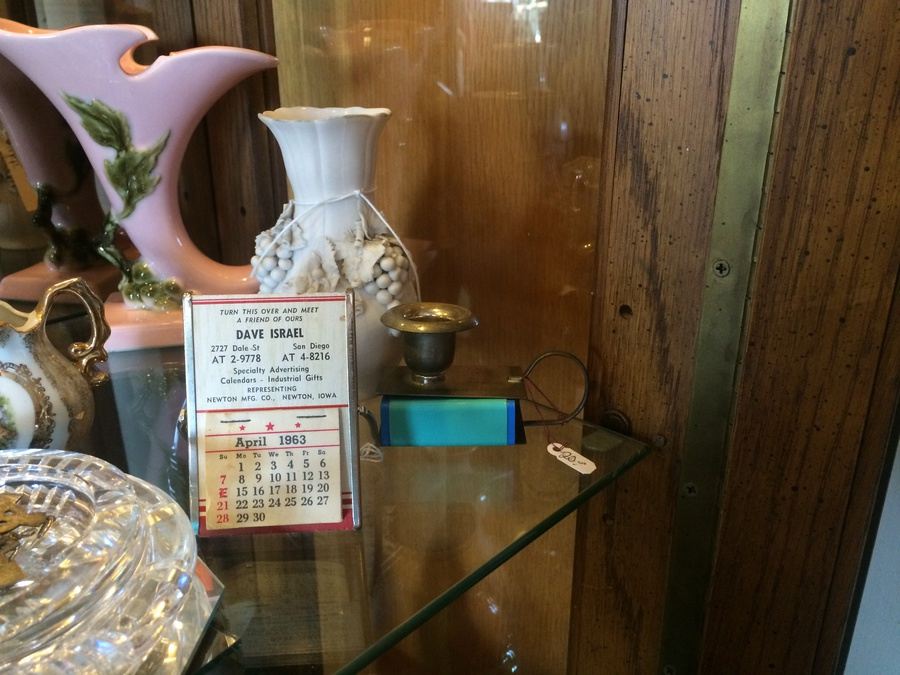 TURN THIS OVER AND MEET
A FRIEND OF OURS
DAVE ISRAEL
2727 Dale St San Diego
AT 2-9778 AT 4-8216
Specialty Advertising
Calendars - Industrial Gifts
REPRESENTING
NEWTON MFG. CO., NEWTON, IOWA
April 1963
Su Mo Tu We Th Fr Sa
1 2 3 4 5 6
7 8 9 10 11 12 13
E 15 16 17 18 19 20
21 22 23 24 25 26 27
28 29 30